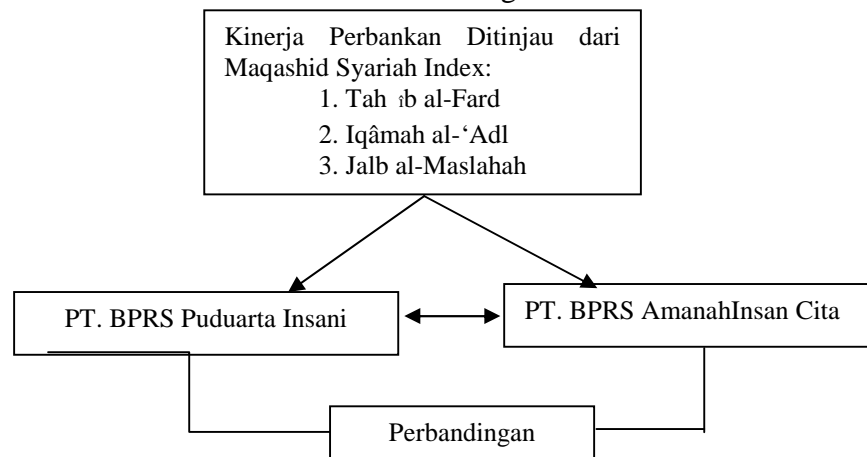 Kinerja Perbankan Ditinjau dari
Maqashid Syariah Index:
1. Tah îb al-Fard
2. Iqâmah al-‘Adl
3. Jalb al-Maslahah
PT. BPRS Puduarta Insani
PT. BPRS AmanahInsan Cita
Perbandingan